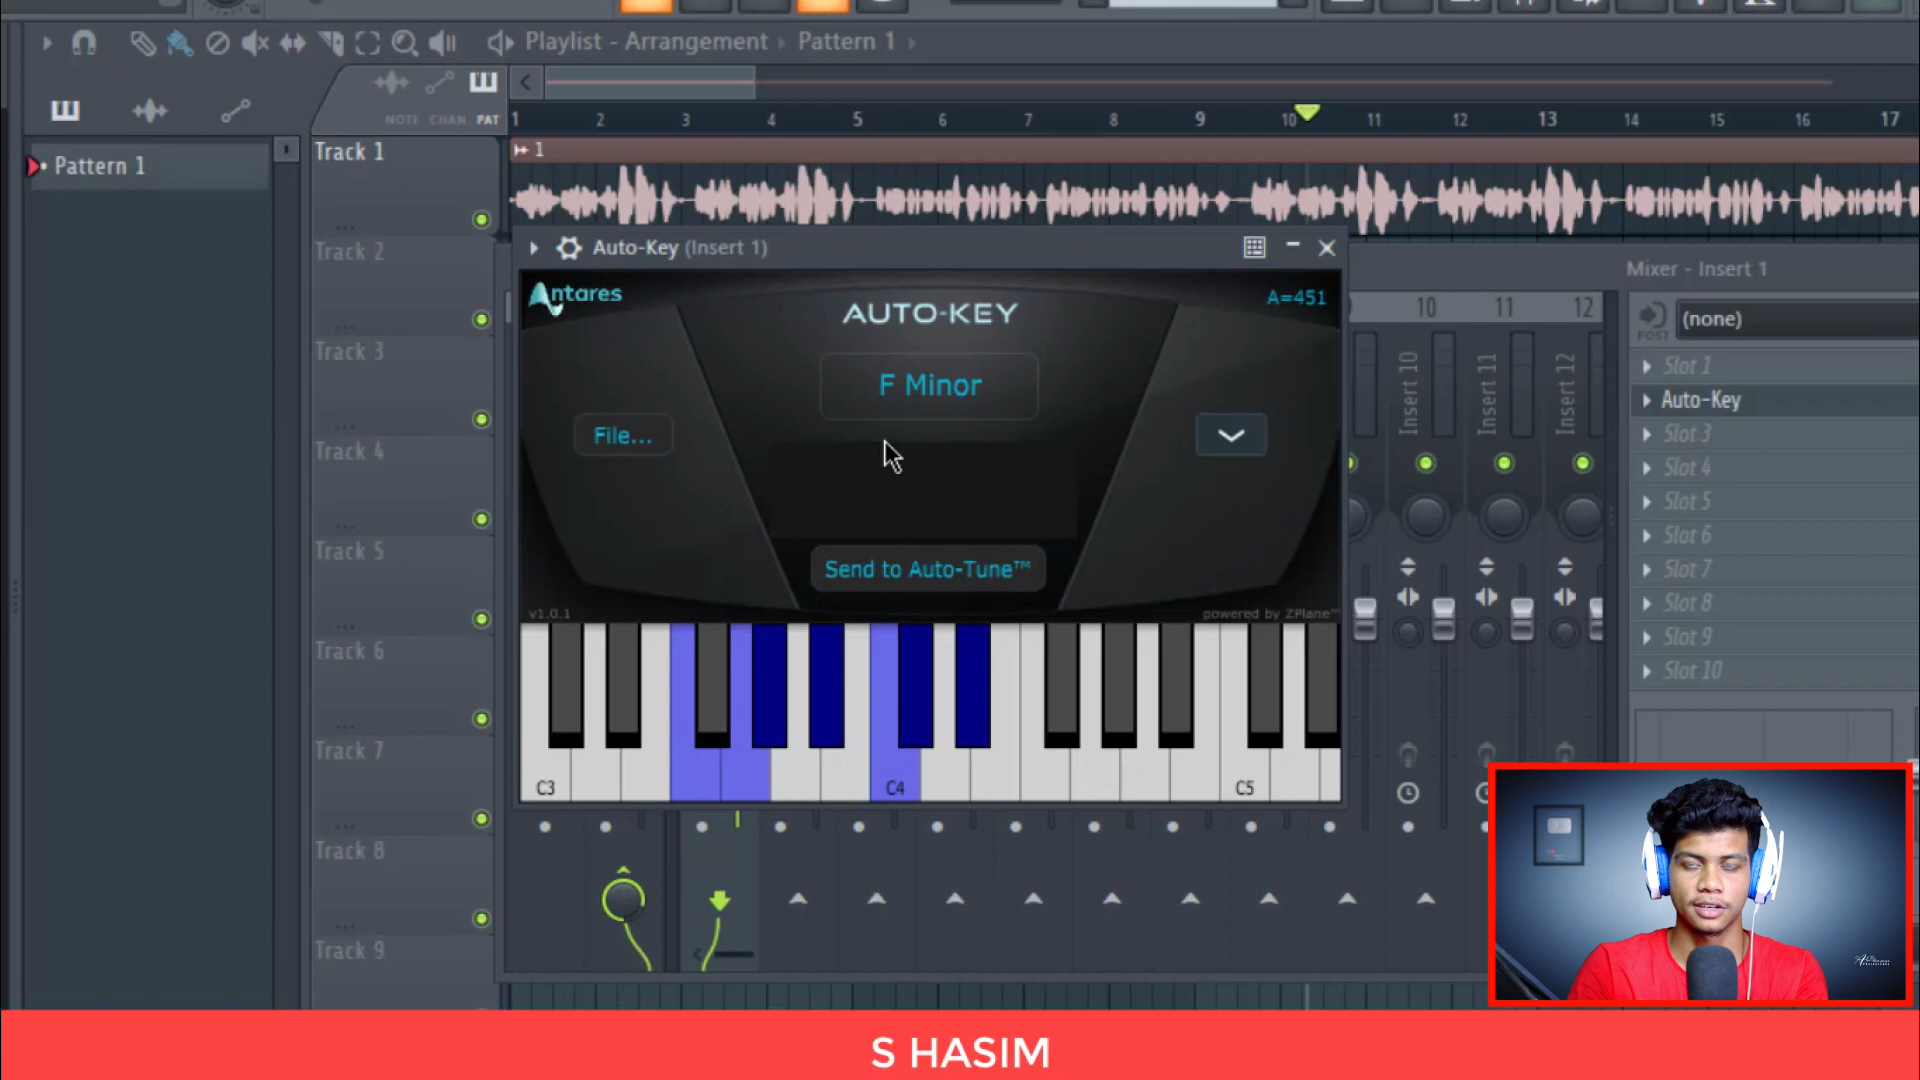 Playlist - Arrangement › Pattern 1 ›
NOTE CHAN PAT
1 2 3 4 5 6 7 8 9 10 11 12 13 14 15 16 17
Pattern 1
Track 1
1
Track 2
Track 3
Track 4
Track 5
Track 6
Track 7
Track 8
Track 9
Auto-Key (Insert 1)
Antares
A=451
AUTO-KEY
F Minor
File...
Send to Auto-Tune™
v1.0.1
powered by ZPlane™
C3 C4 C5
10 11 12
Insert 10
Insert 11
Insert 12
Mixer - Insert 1
POST
(none)
Slot 1
Auto-Key
Slot 3
Slot 4
Slot 5
Slot 6
Slot 7
Slot 8
Slot 9
Slot 10
S HASIM